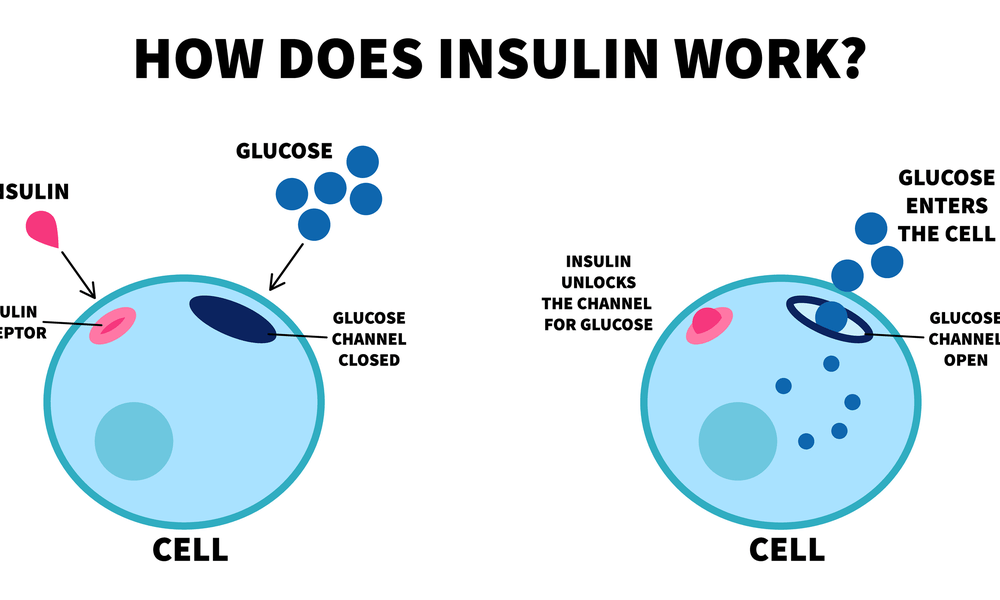 HOW DOES INSULIN WORK?
GLUCOSE
NSULIN
ULIN
EPTOR
GLUCOSE
CHANNEL
CLOSED
CELL
GLUCOSE
ENTERS
THE CELL
INSULIN
UNLOCKS
THE CHANNEL
FOR GLUCOSE
GLUCOSE
CHANNEL
OPEN
CELL